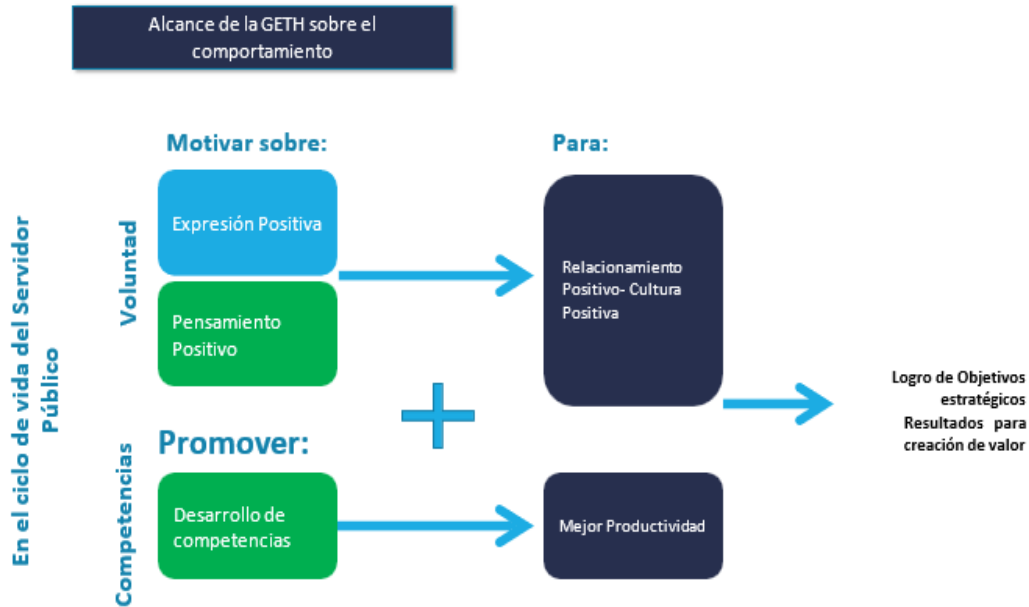 Alcance de la GETH sobre el
comportamiento
Motivar sobre:
Para:
En el ciclo de vida del Servidor
Público
Voluntad
Expresión Positiva
Pensamiento
Positivo
Relacionamiento
Positivo- Cultura
Positiva
Logro de Objetivos
estratégicos
Resultados para
creación de valor
Promover:
Competencias
Desarrollo de
competencias
Mejor Productividad